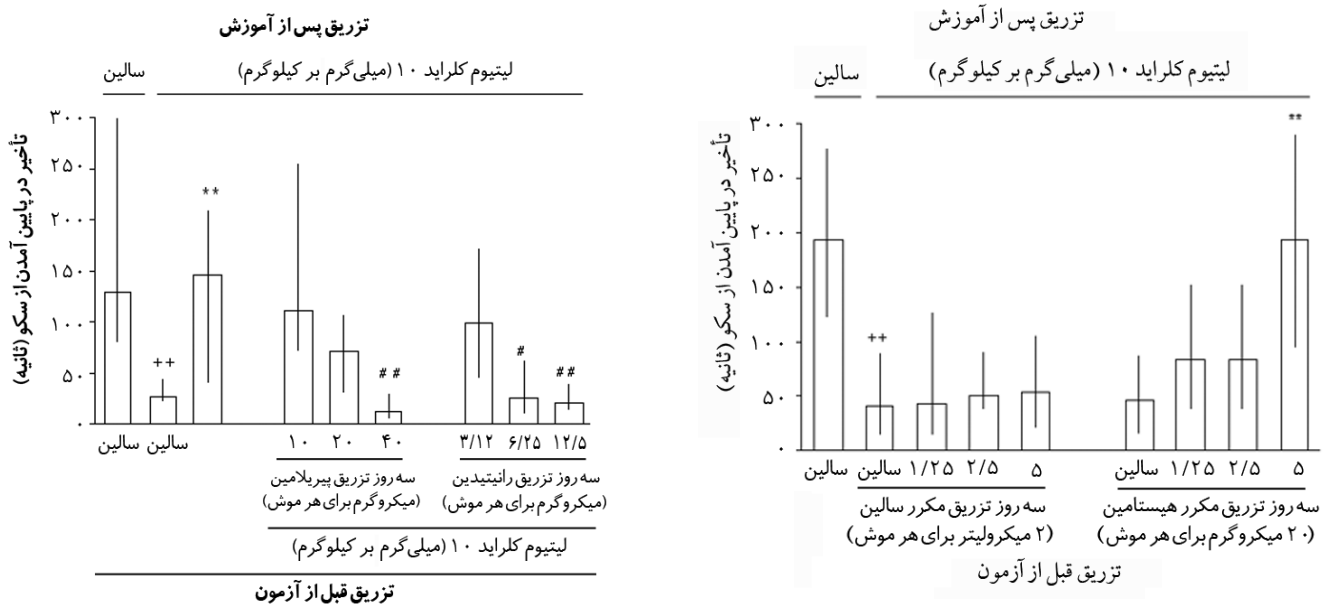 تزریق پس از آموزش
سالین
لیتیوم کلراید ۱۰ (میلی‌گرم بر کیلوگرم)
تأخیر در پایین آمدن از سکو (ثانیه)
۳۰۰
۲۵۰
۲۰۰
۱۵۰
۱۰۰
۵۰
۰
++
**
##
#
##
سالین سالین ۱۰ ۲۰ ۴۰ ۳/۱۲ ۶/۲۵ ۱۲/۵
سه روز تزریق پیریلامین
(میکروگرم برای هر موش)
سه روز تزریق رانیتیدین
(میکروگرم برای هر موش)
لیتیوم کلراید ۱۰ (میلی‌گرم بر کیلوگرم)
تزریق قبل از آزمون
تزریق پس از آموزش
سالین
لیتیوم کلراید ۱۰ (میلی‌گرم بر کیلوگرم)
تأخیر در پایین آمدن از سکو (ثانیه)
۳۰۰
۲۵۰
۲۰۰
۱۵۰
۱۰۰
۵۰
۰
++
**
سالین سالین ۱/۲۵ ۲/۵ ۵ سالین ۱/۲۵ ۲/۵ ۵
سه روز تزریق مکرر سالین
(۲ میکرولیتر برای هر موش)
سه روز تزریق مکرر هیستامین
(۲۰ میکروگرم برای هر موش)
تزریق قبل از آزمون